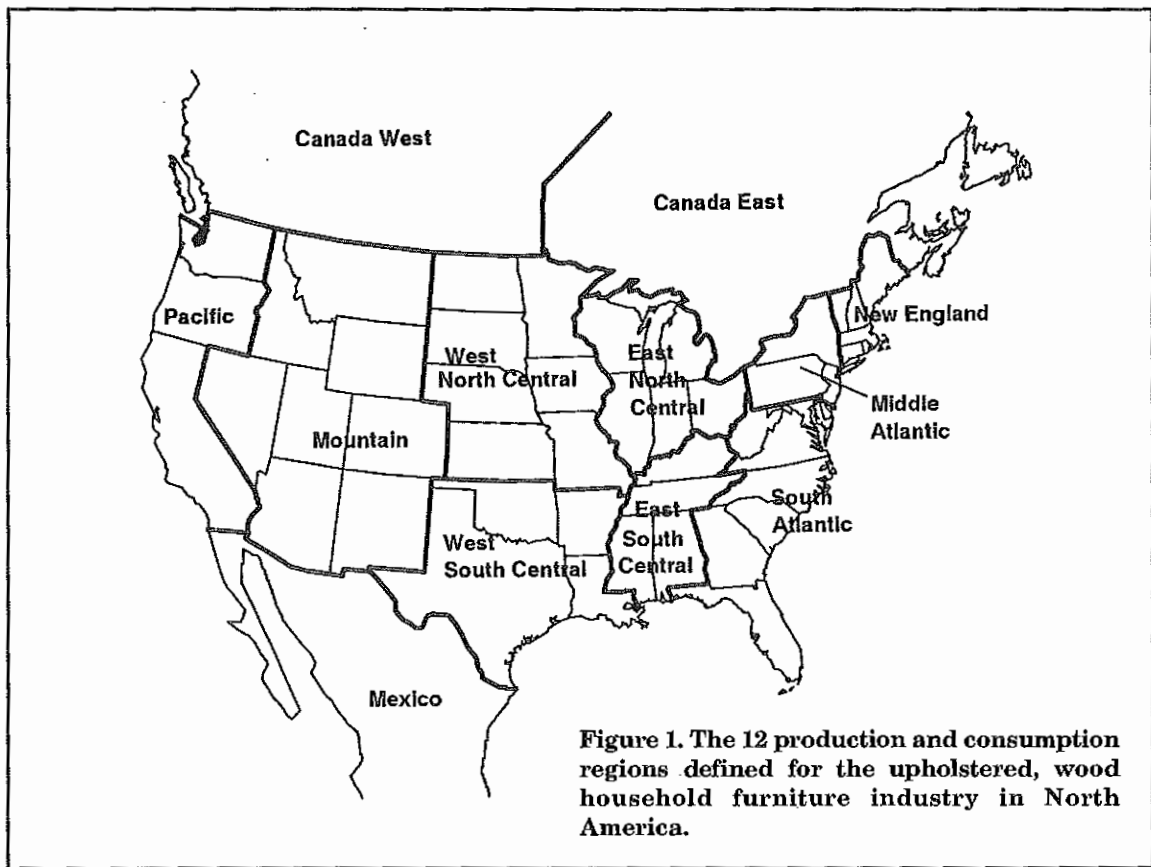 Canada West
Canada East
Pacific
New England
West
North Central
East
North
Central
Middle
Atlantic
Mountain
South
Atlantic
East
South
Central
West
South Central
Mexico
Figure 1. The 12 production and consumption
regions defined for the upholstered, wood
household furniture industry in North
America.